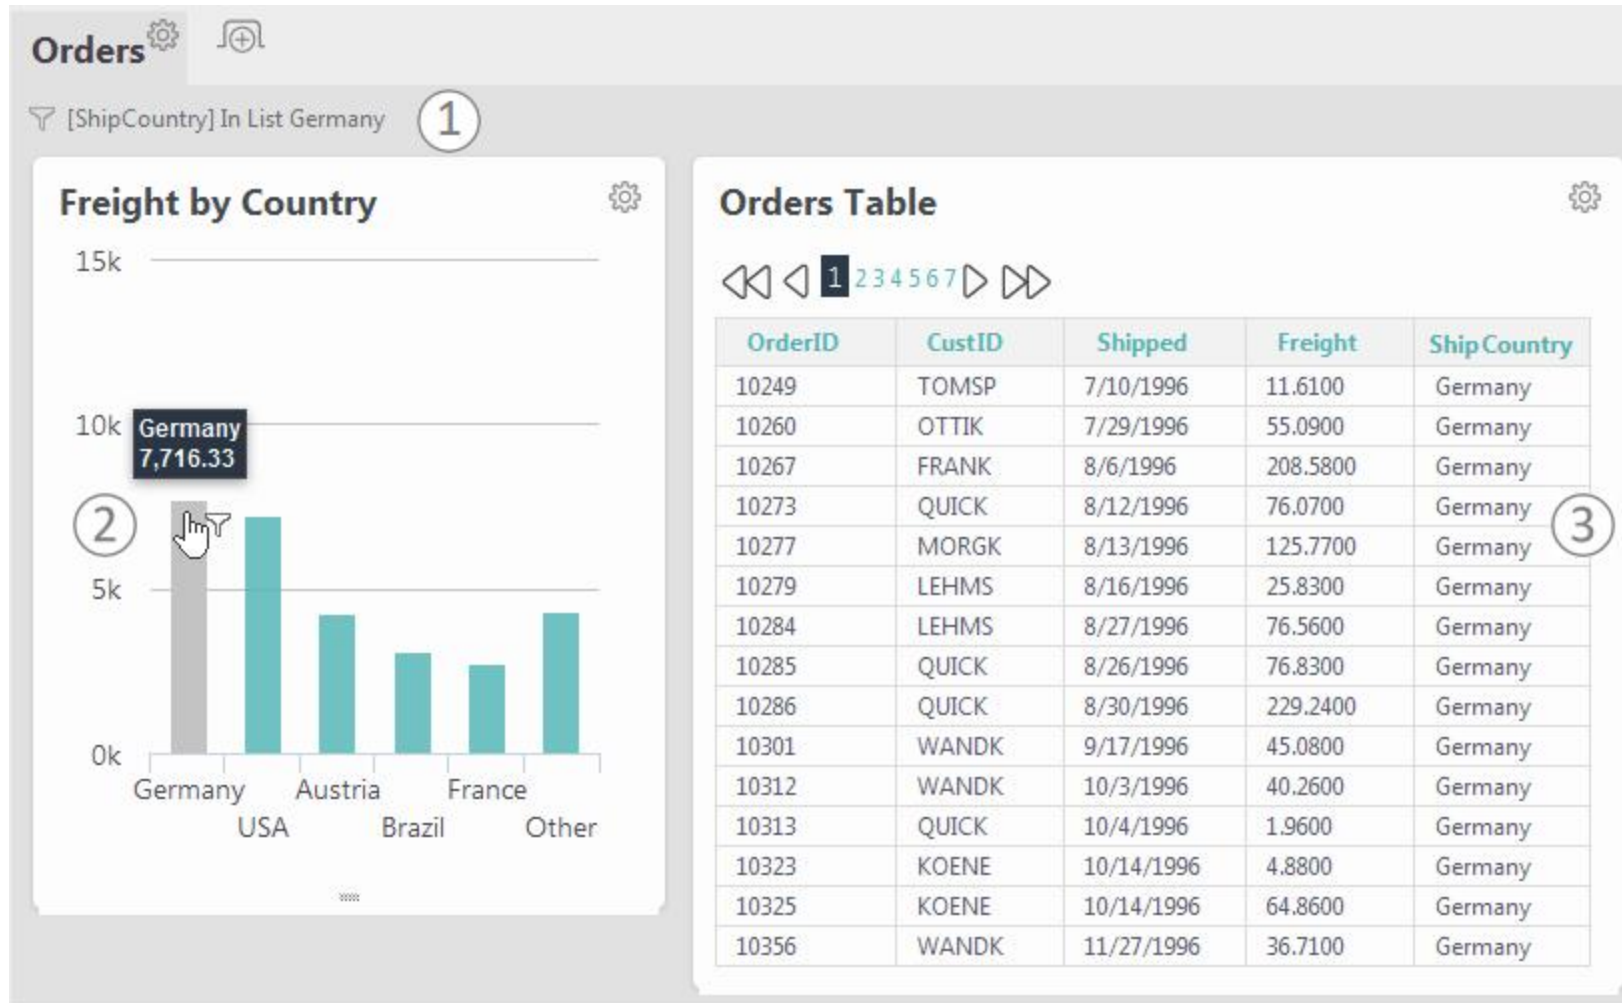 Orders
[ShipCountry] In List Germany
1
Freight by Country
15k
10k
Germany
7,716.33
2
5k
0k
Germany Austria France
USA Brazil Other
Orders Table
1 2 3 4 5 6 7
OrderID CustID Shipped Freight Ship Country
10249 TOMSP 7/10/1996 11.6100 Germany
10260 OTTIK 7/29/1996 55.0900 Germany
10267 FRANK 8/6/1996 208.5800 Germany
10273 QUICK 8/12/1996 76.0700 Germany
3
10277 MORGK 8/13/1996 125.7700 Germany
10279 LEHMS 8/16/1996 25.8300 Germany
10284 LEHMS 8/27/1996 76.5600 Germany
10285 QUICK 8/26/1996 76.8300 Germany
10286 QUICK 8/30/1996 229.2400 Germany
10301 WANDK 9/17/1996 45.0800 Germany
10312 WANDK 10/3/1996 40.2600 Germany
10313 QUICK 10/4/1996 1.9600 Germany
10323 KOENE 10/14/1996 4.8800 Germany
10325 KOENE 10/14/1996 64.8600 Germany
10356 WANDK 11/27/1996 36.7100 Germany